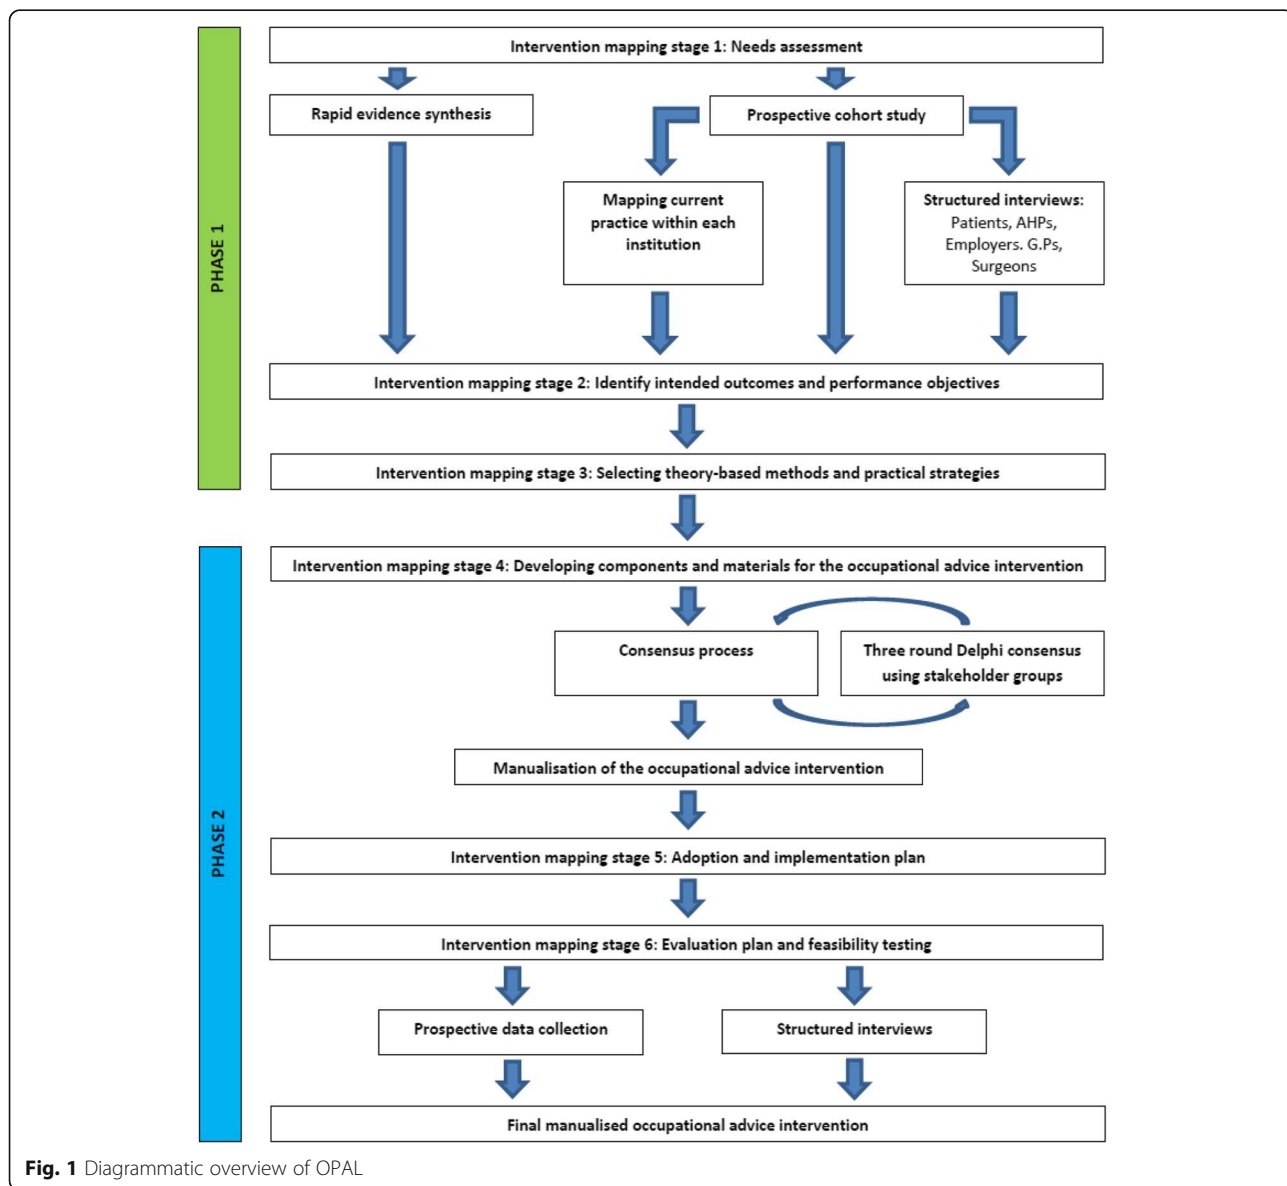 Intervention mapping stage 1: Needs assessment
Rapid evidence synthesis
Prospective cohort study
Mapping current
practice within each
institution
Structured interviews:
Patients, AHPs,
Employers. G.Ps,
Surgeons
PHASE 1
Intervention mapping stage 2: Identify intended outcomes and performance objectives
Intervention mapping stage 3: Selecting theory-based methods and practical strategies
Intervention mapping stage 4: Developing components and materials for the occupational advice intervention
Consensus process
Three round Delphi consensus
using stakeholder groups
Manualisation of the occupational advice intervention
PHASE 2
Intervention mapping stage 5: Adoption and implementation plan
Intervention mapping stage 6: Evaluation plan and feasibility testing
Prospective data collection
Structured interviews
Final manualised occupational advice intervention
Fig. 1 Diagrammatic overview of OPAL